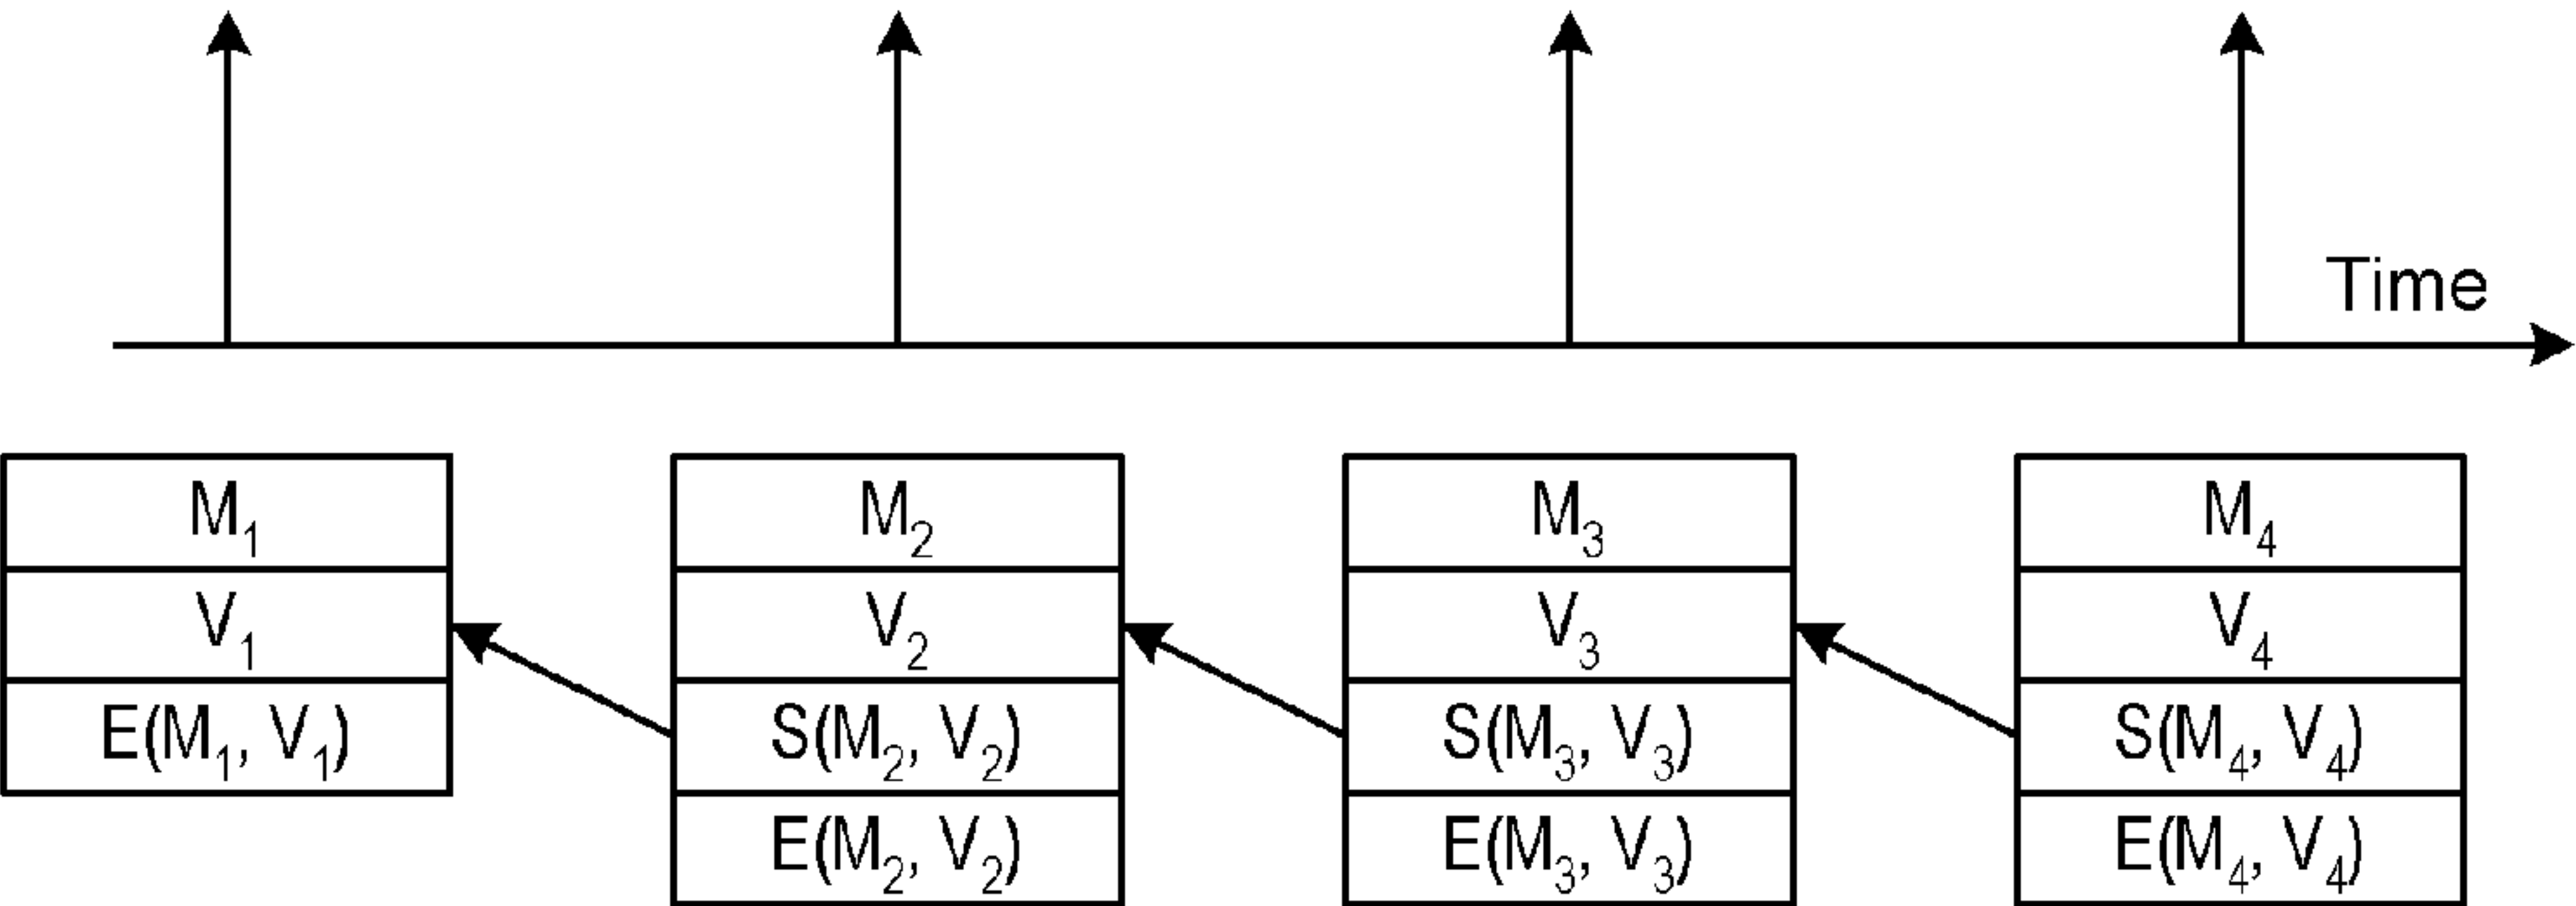 Time
M₁ M₂ M₃ M₄
V₁ V₂ V₃ V₄
E(M₁, V₁) S(M₂, V₂) S(M₃, V₃) S(M₄, V₄)
E(M₂, V₂) E(M₃, V₃) E(M₄, V₄)